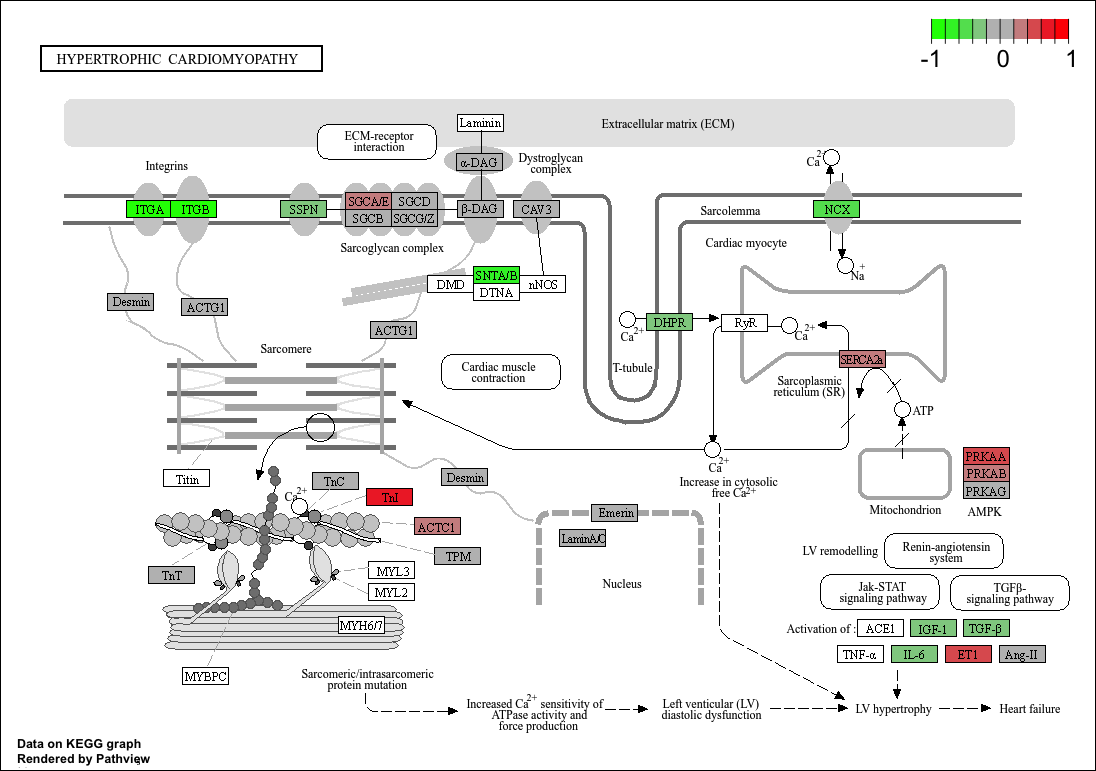 HYPERTROPHIC CARDIOMYOPATHY
-1 0 1
Extracellular matrix (ECM)
Laminin
ECM-receptor
interaction
α-DAG
Dystroglycan
complex
Integrins
Ca2+
ITGA ITGB SSPN SGCA/E SGCD SGCB SGCG/Z β-DAG CAV3
Sarcolemma
NCX
Sarcoglycan complex
Cardiac myocyte
Na+
DMD SNTA/B DTNA nNOS
Desmin
ACTG1
ACTG1
Ca2+
DHPR
RyR
Ca2+
Sarcomere
SERCA2a
T-tubule
Cardiac muscle
contraction
Sarcoplasmic
reticulum (SR)
ATP
Ca2+
Increase in cytosolic
free Ca2+
Mitochondrion
PRKAA
PRKAB
PRKAG
AMPK
Titin
Desmin
TnC
Ca2+
TnI
ACTC1
TPM
TnT
MYL3
MYL2
MYH6/7
MYBPC
Emerin
LaminA/C
Nucleus
LV remodelling
Renin-angiotensin
system
Jak-STAT
signaling pathway
TGFβ-
signaling pathway
Activation of : ACE1 IGF-1 TGF-β
TNF-α IL-6 ET1 Ang-II
Sarcomeric/intrasarcomeric
protein mutation
Increased Ca2+ sensitivity of
ATPase activity and
force production
Left venticular (LV)
diastolic dysfunction
LV hypertrophy
Heart failure
Data on KEGG graph
Rendered by Pathview